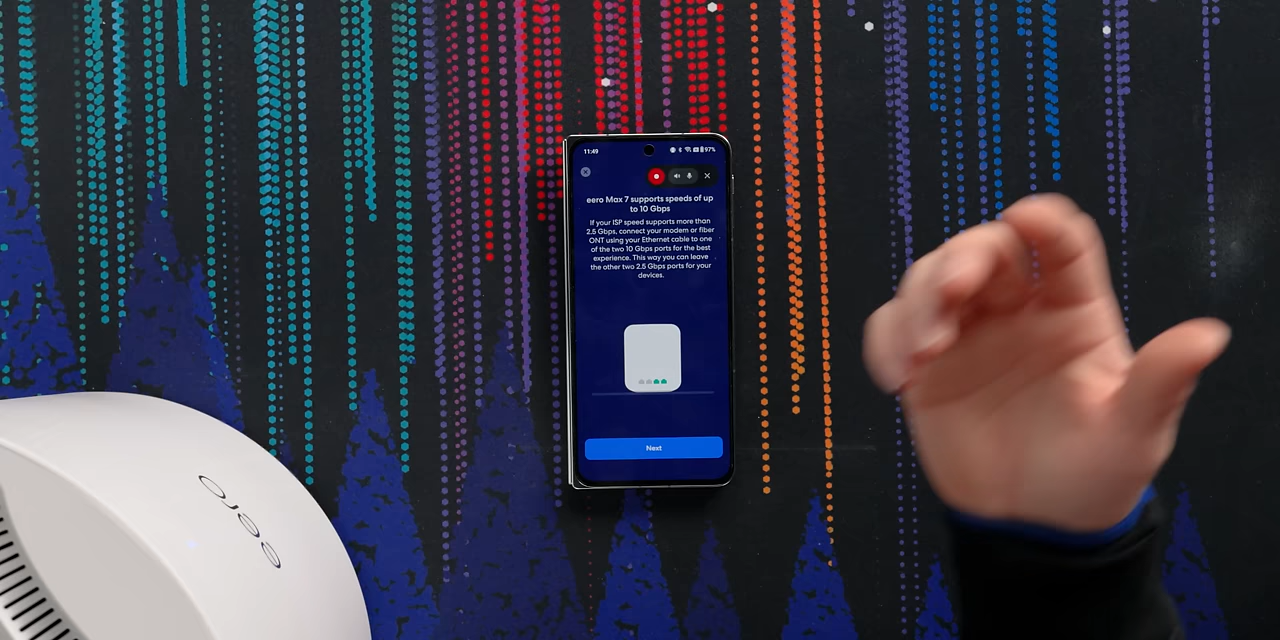 11:49
97%
eero Max 7 supports speeds of up
to 10 Gbps
If your ISP speed supports more than
2.5 Gbps, connect your modem or fiber
ONT using your Ethernet cable to one
of the two 10 Gbps ports for the best
experience. This way you can leave
the other two 2.5 Gbps ports for your
devices.
Next
eero